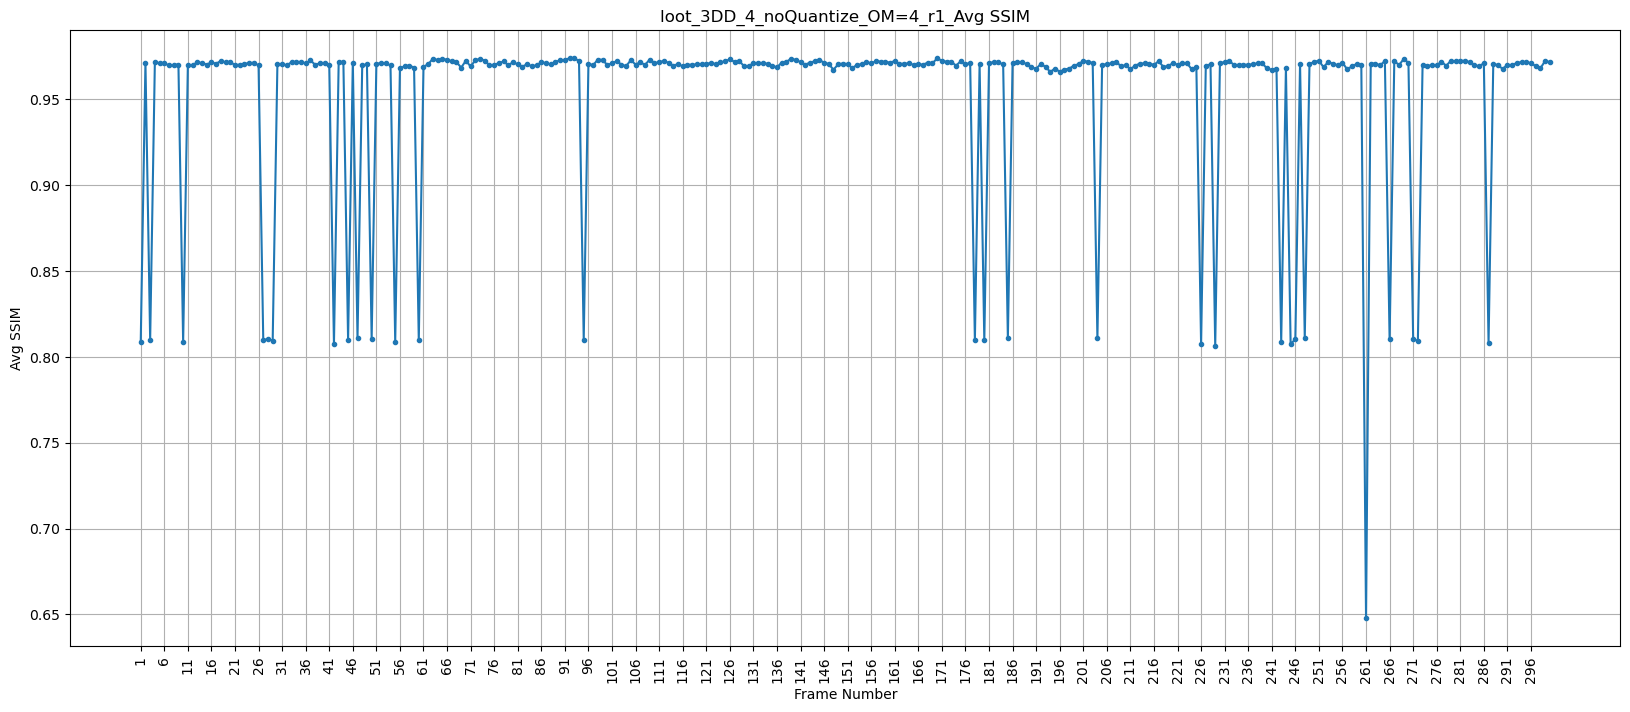 loot_3DD_4_noQuantize_OM=4_r1_Avg SSIM
0.95
0.90
0.85
0.80
0.75
0.70
0.65
Avg SSIM
1 6 11 16 21 26 31 36 41 46 51 56 61 66 71 76 81 86 91 96 101 106 111 116 121 126 131 136 141 146 151 156 161 166 171 176 181 186 191 196 201 206 211 216 221 226 231 236 241 246 251 256 261 266 271 276 281 286 291 296
Frame Number